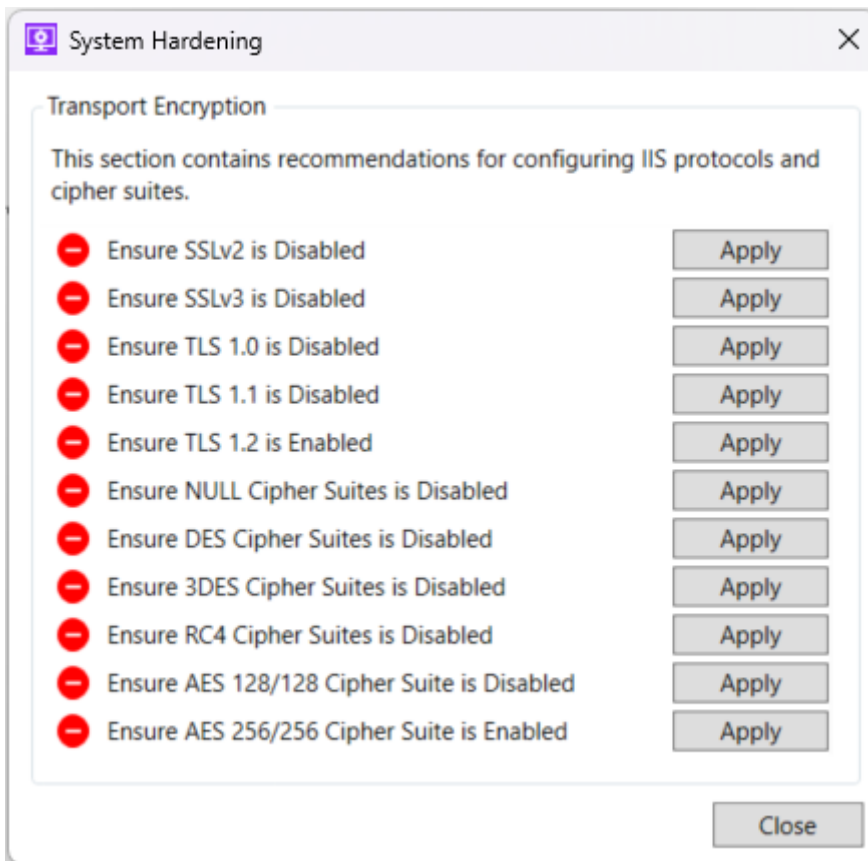 System Hardening
Transport Encryption
This section contains recommendations for configuring IIS protocols and
cipher suites.
Ensure SSLv2 is Disabled Apply
Ensure SSLv3 is Disabled Apply
Ensure TLS 1.0 is Disabled Apply
Ensure TLS 1.1 is Disabled Apply
Ensure TLS 1.2 is Enabled Apply
Ensure NULL Cipher Suites is Disabled Apply
Ensure DES Cipher Suites is Disabled Apply
Ensure 3DES Cipher Suites is Disabled Apply
Ensure RC4 Cipher Suites is Disabled Apply
Ensure AES 128/128 Cipher Suite is Disabled Apply
Ensure AES 256/256 Cipher Suite is Enabled Apply
Close